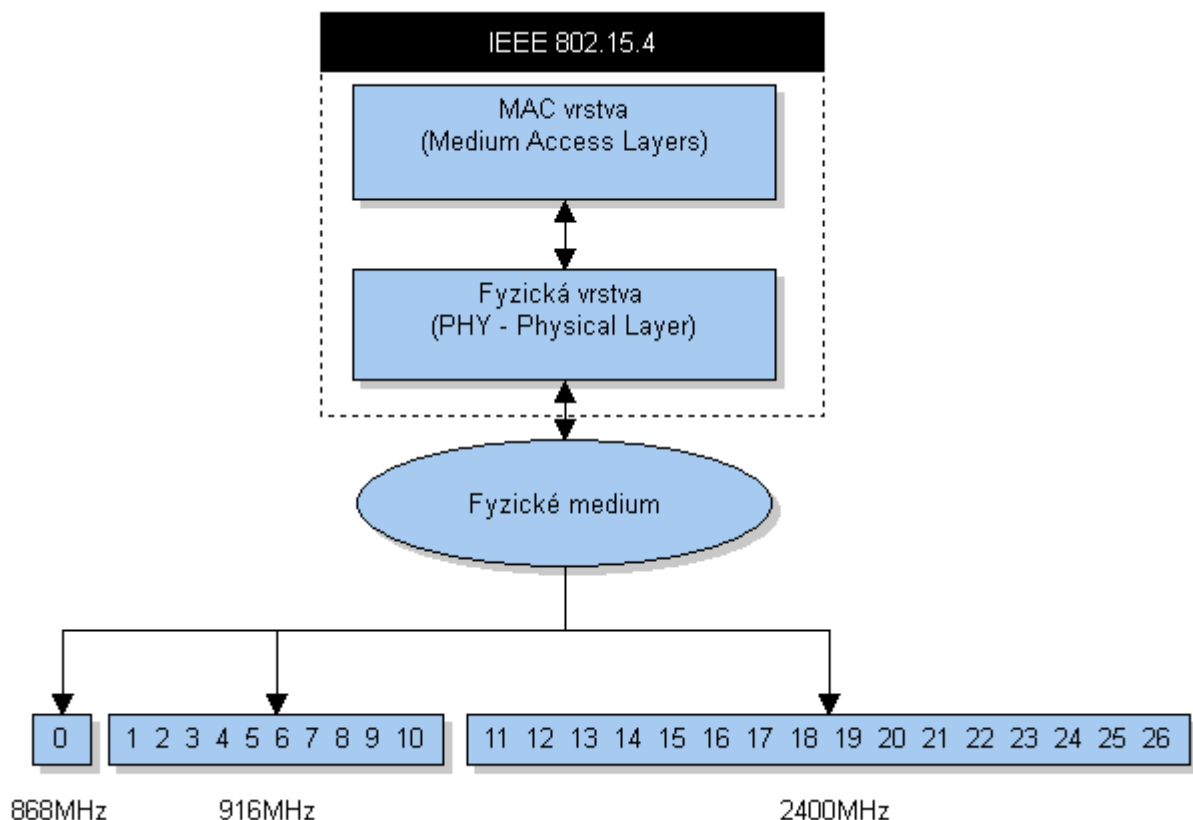 IEEE 802.15.4
MAC vrstva
(Medium Access Layers)
Fyzická vrstva
(PHY - Physical Layer)
Fyzické medium
0
1 2 3 4 5 6 7 8 9 10
11 12 13 14 15 16 17 18 19 20 21 22 23 24 25 26
868MHz
916MHz
2400MHz